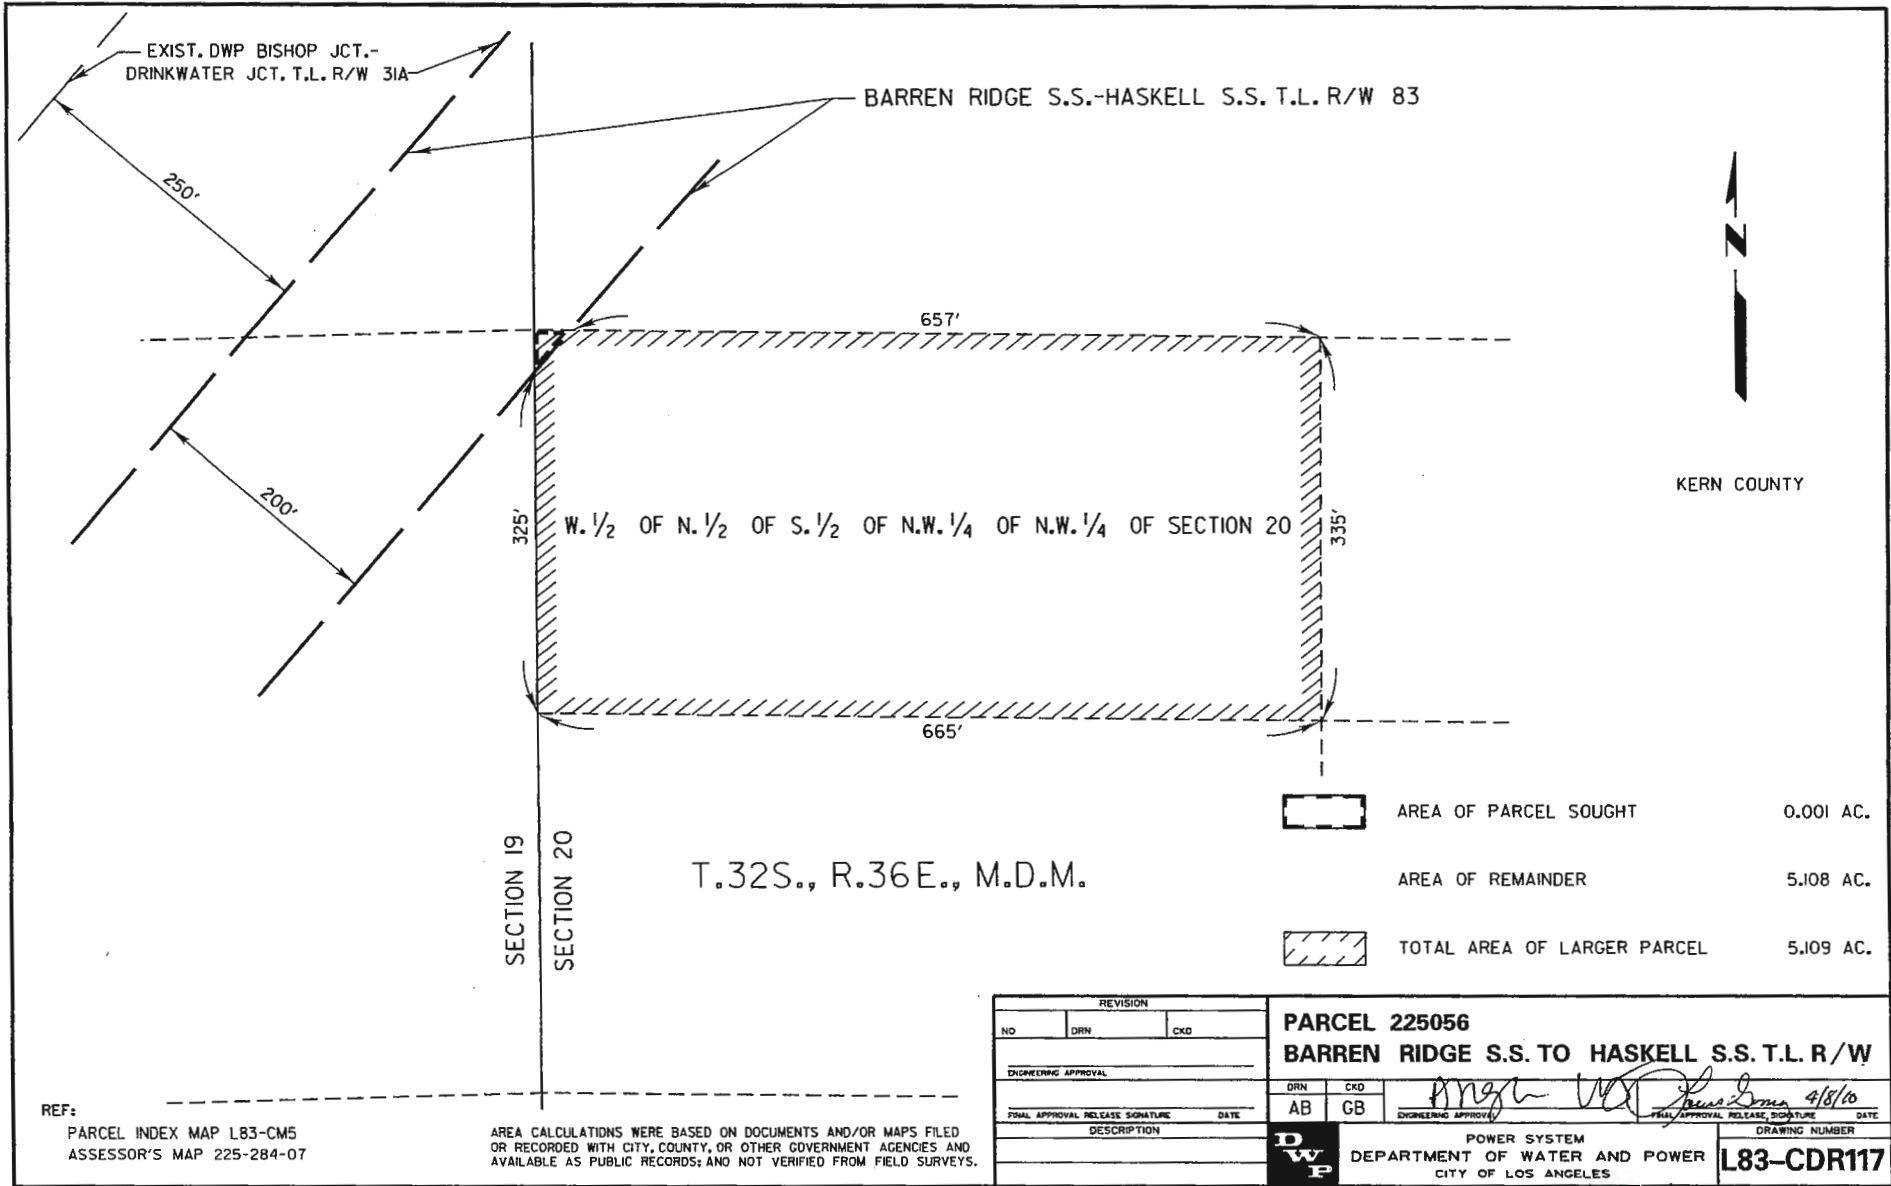 EXIST. DWP BISHOP JCT.-
DRINKWATER JCT. T.L. R/W 31A
BARREN RIDGE S.S.-HASKELL S.S. T.L. R/W 83
250'
N
657'
KERN COUNTY
200'
325'
W. 1/2 OF N. 1/2 OF S. 1/2 OF N.W. 1/4 OF N.W. 1/4 OF SECTION 20
335'
665'
SECTION 19
SECTION 20
T.32S., R.36E., M.D.M.
AREA OF PARCEL SOUGHT 0.001 AC.
AREA OF REMAINDER 5.108 AC.
TOTAL AREA OF LARGER PARCEL 5.109 AC.
REF:
PARCEL INDEX MAP L83-CM5
ASSESSOR'S MAP 225-284-07
AREA CALCULATIONS WERE BASED ON DOCUMENTS AND/OR MAPS FILED
OR RECORDED WITH CITY, COUNTY, OR OTHER GOVERNMENT AGENCIES AND
AVAILABLE AS PUBLIC RECORDS; AND NOT VERIFIED FROM FIELD SURVEYS.
REVISION
NO DRN CKD
ENGINEERING APPROVAL
FINAL APPROVAL RELEASE SIGNATURE DATE
DESCRIPTION
PARCEL 225056
BARREN RIDGE S.S. TO HASKELL S.S. T.L. R/W
DRN CKD
AB GB
4/8/10
ENGINEERING APPROVAL
FINAL APPROVAL RELEASE SIGNATURE DATE
DWP
POWER SYSTEM
DEPARTMENT OF WATER AND POWER
CITY OF LOS ANGELES
DRAWING NUMBER
L83-CDR117